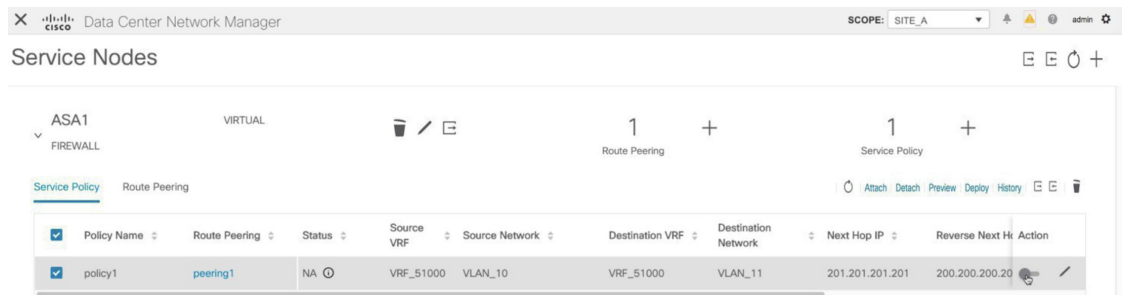 cisco Data Center Network Manager SCOPE: SITE_A admin
Service Nodes
ASA1 VIRTUAL 1 1
FIREWALL Route Peering Service Policy
Service Policy Route Peering Attach Detach Preview Deploy History
Policy Name Route Peering Status Source VRF Source Network Destination VRF Destination Network Next Hop IP Reverse Next Action
policy1 peering1 NA VRF_51000 VLAN_10 VRF_51000 VLAN_11 201.201.201.201 200.200.200.20